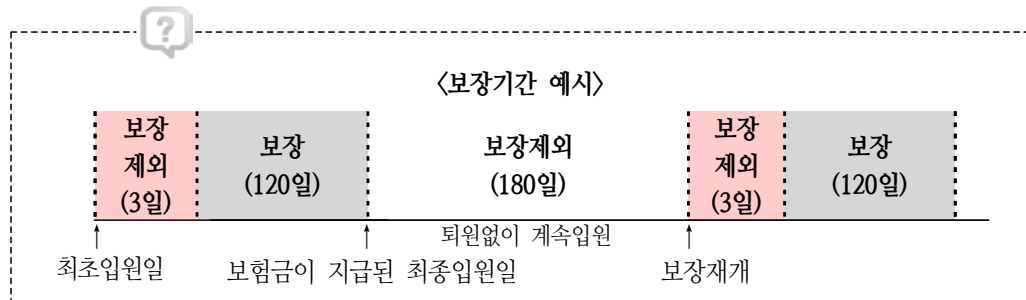 ?
<보장기간 예시>
보장
제외
(3일)
보장
(120일)
보장제외
(180일)
보장
제외
(3일)
보장
(120일)
퇴원없이 계속입원
최초입원일
보험금이 지급된 최종입원일
보장재개